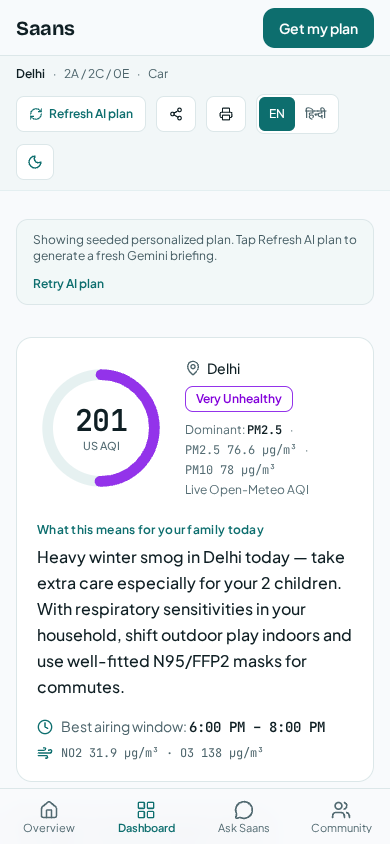 Saans
Get my plan
Delhi · 2A / 2C / 0E · Car
Refresh AI plan
EN
हिन्दी
Showing seeded personalized plan. Tap Refresh AI plan to
generate a fresh Gemini briefing.
Retry AI plan
201
US AQI
Delhi
Very Unhealthy
Dominant: PM2.5 ·
PM2.5 76.6 µg/m³ ·
PM10 78 µg/m³
Live Open-Meteo AQI
What this means for your family today
Heavy winter smog in Delhi today — take
extra care especially for your 2 children.
With respiratory sensitivities in your
household, shift outdoor play indoors and
use well-fitted N95/FFP2 masks for
commutes.
Best airing window: 6:00 PM – 8:00 PM
NO2 31.9 µg/m³ · O3 138 µg/m³
Overview
Dashboard
Ask Saans
Community